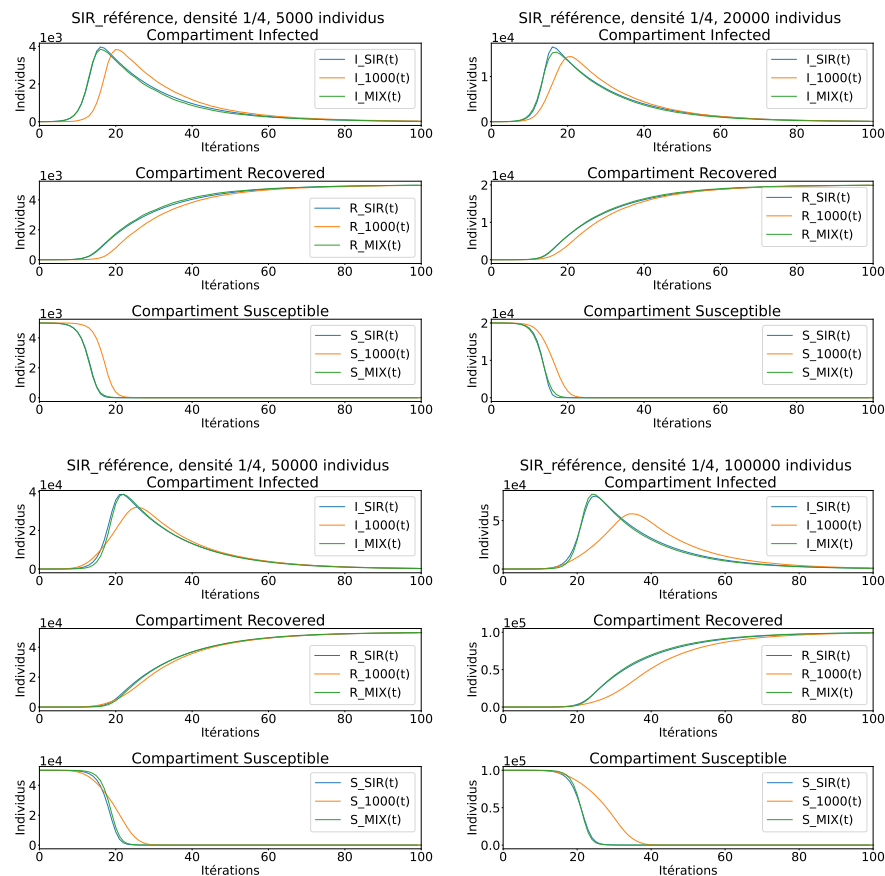 SIR_référence, densité 1/4, 5000 individus
Compartiment Infected
1e3
Individus
4
2
0
I_SIR(t)
I_1000(t)
I_MIX(t)
0 20 40 60 80 100
Itérations
Compartiment Recovered
1e3
Individus
4
2
0
R_SIR(t)
R_1000(t)
R_MIX(t)
0 20 40 60 80 100
Itérations
Compartiment Susceptible
1e3
Individus
4
2
0
S_SIR(t)
S_1000(t)
S_MIX(t)
0 20 40 60 80 100
Itérations
SIR_référence, densité 1/4, 20000 individus
Compartiment Infected
1e4
Individus
1
0
I_SIR(t)
I_1000(t)
I_MIX(t)
0 20 40 60 80 100
Itérations
Compartiment Recovered
1e4
Individus
2
1
0
R_SIR(t)
R_1000(t)
R_MIX(t)
0 20 40 60 80 100
Itérations
Compartiment Susceptible
1e4
Individus
2
1
0
S_SIR(t)
S_1000(t)
S_MIX(t)
0 20 40 60 80 100
Itérations
SIR_référence, densité 1/4, 50000 individus
Compartiment Infected
1e4
Individus
4
2
0
I_SIR(t)
I_1000(t)
I_MIX(t)
0 20 40 60 80 100
Itérations
Compartiment Recovered
1e4
Individus
4
2
0
R_SIR(t)
R_1000(t)
R_MIX(t)
0 20 40 60 80 100
Itérations
Compartiment Susceptible
1e4
Individus
4
2
0
S_SIR(t)
S_1000(t)
S_MIX(t)
0 20 40 60 80 100
Itérations
SIR_référence, densité 1/4, 100000 individus
Compartiment Infected
1e4
Individus
5
0
I_SIR(t)
I_1000(t)
I_MIX(t)
0 20 40 60 80 100
Itérations
Compartiment Recovered
1e5
Individus
1.0
0.5
0.0
R_SIR(t)
R_1000(t)
R_MIX(t)
0 20 40 60 80 100
Itérations
Compartiment Susceptible
1e5
Individus
1.0
0.5
0.0
S_SIR(t)
S_1000(t)
S_MIX(t)
0 20 40 60 80 100
Itérations